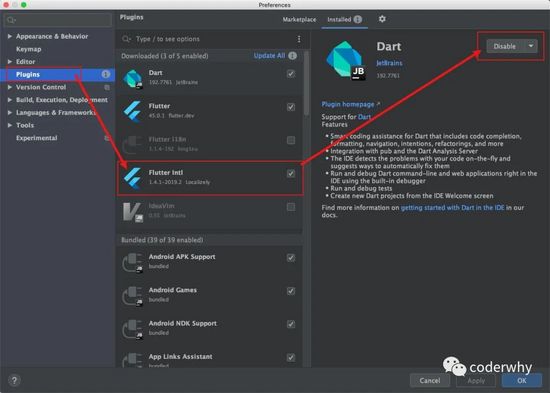 Preferences
Appearance & Behavior
Keymap
Editor
Plugins
1
Version Control
Build, Execution, Deployment
Languages & Frameworks
Tools
Experimental
Plugins
Marketplace
Installed 1
Type / to see options
Downloaded (3 of 5 enabled)
Update All 1
Dart
192.7761 JetBrains
Flutter
45.0.1 flutter.dev
Flutter i18n
Flutter Intl
1.4.1-2019.2 Localizely
IdeaVim
0.55 JetBrains
Bundled (39 of 39 enabled)
Android APK Support
bundled
Android Games
bundled
Android NDK Support
bundled
App Links Assistant
bundled
JB
Dart
JetBrains
192.7761
Disable
Plugin homepage ↗
Support for Dart
Features
• Smart coding assistance for Dart that includes code completion,
formatting, navigation, intentions, refactorings, and more
• Integration with pub and the Dart Analysis Server
• The IDE detects the problems with your code on-the-fly and
suggests ways to automatically fix them
• Run and debug Dart command-line and web applications right in the
IDE using the built-in debugger
• Run and debug tests
• Create new Dart projects from the IDE Welcome screen
Find more information on getting started with Dart in the IDE in our
docs.
coderwhy
?
Cancel
Apply
OK